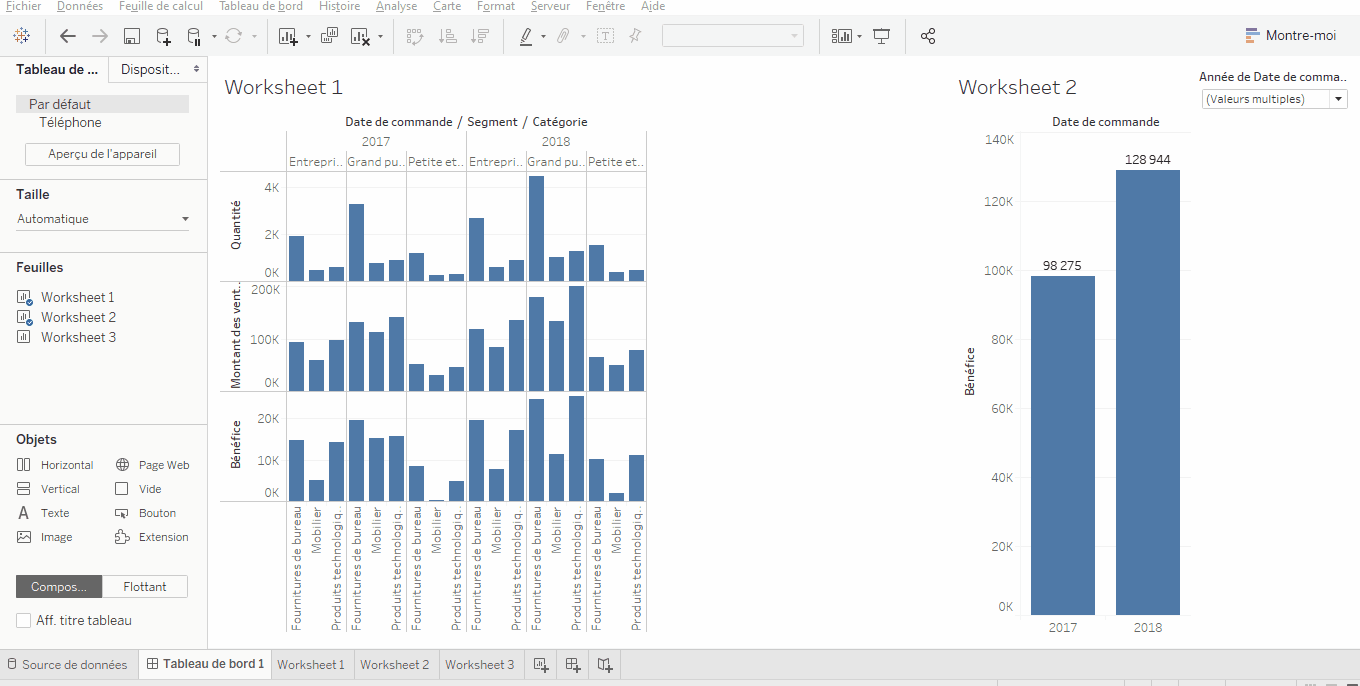 Fichier Données Feuille de calcul Tableau de bord Histoire Analyse Carte Format Serveur Fenêtre Aide
Montre-moi
Tableau de ... Disposit...
Par défaut
Téléphone
Aperçu de l'appareil
Taille
Automatique
Feuilles
Worksheet 1
Worksheet 2
Worksheet 3
Objets
Horizontal Page Web
Vertical Vide
Texte Bouton
Image Extension
Compos... Flottant
Aff. titre tableau
Worksheet 1
Date de commande / Segment / Catégorie
2017 2018
Entrepri.. Grand pu.. Petite et.. Entrepri.. Grand pu.. Petite et..
Quantité
4K
2K
0K
Montant des vent..
200K
100K
0K
Bénéfice
20K
10K
0K
Fournitures de bureau
Mobilier
Produits technologiq..
Fournitures de bureau
Mobilier
Produits technologiq..
Fournitures de bureau
Mobilier
Produits technologiq..
Fournitures de bureau
Mobilier
Produits technologiq..
Fournitures de bureau
Mobilier
Produits technologiq..
Fournitures de bureau
Mobilier
Produits technologiq..
Worksheet 2
Date de commande
Bénéfice
140K
120K
100K
80K
60K
40K
20K
0K
98 275
128 944
2017 2018
Année de Date de comma..
(Valeurs multiples)
Source de données Tableau de bord 1 Worksheet 1 Worksheet 2 Worksheet 3